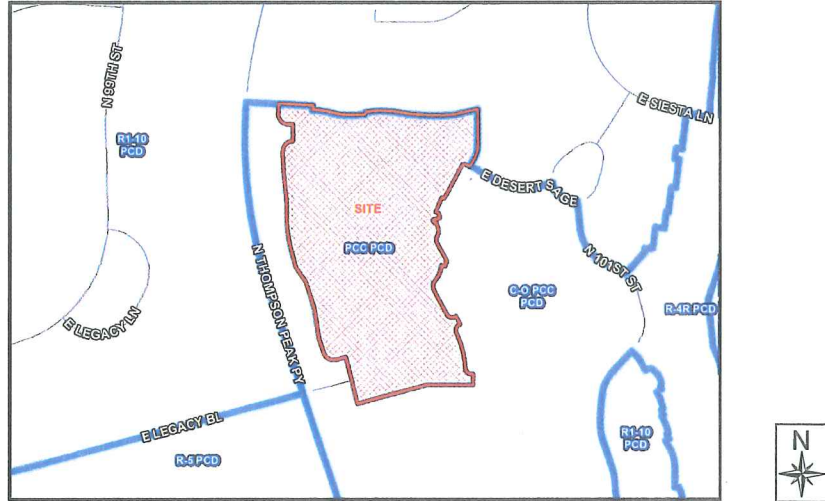 N 99TH ST
E SIESTA LN
R1-10
PCD
E DESERT SAGE
SITE
PCC PCD
N 101ST ST
N THOMPSON PEAK PY
C-O PCC
PCD
R-4R PCD
E LEGACY LN
E LEGACY BL
R1-10
PCD
R-5 PCD
N